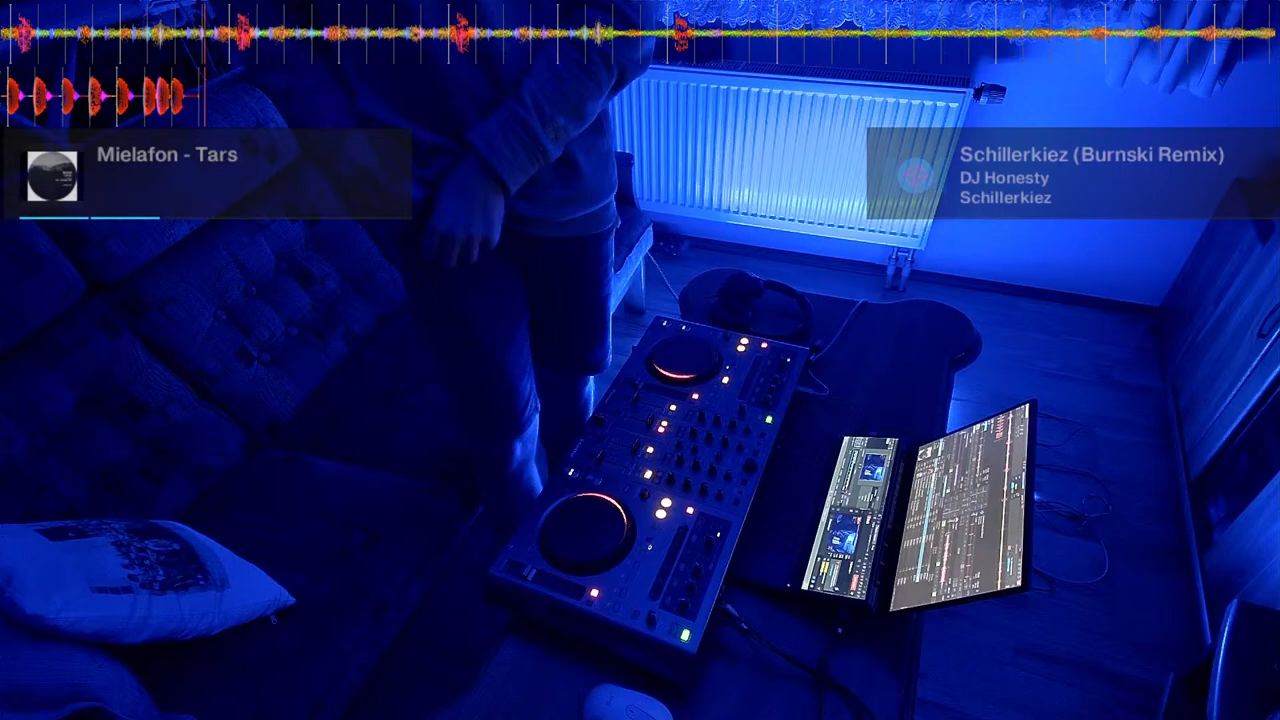 Mielafon - Tars
Schillerkiez (Burnski Remix)
DJ Honesty
Schillerkiez